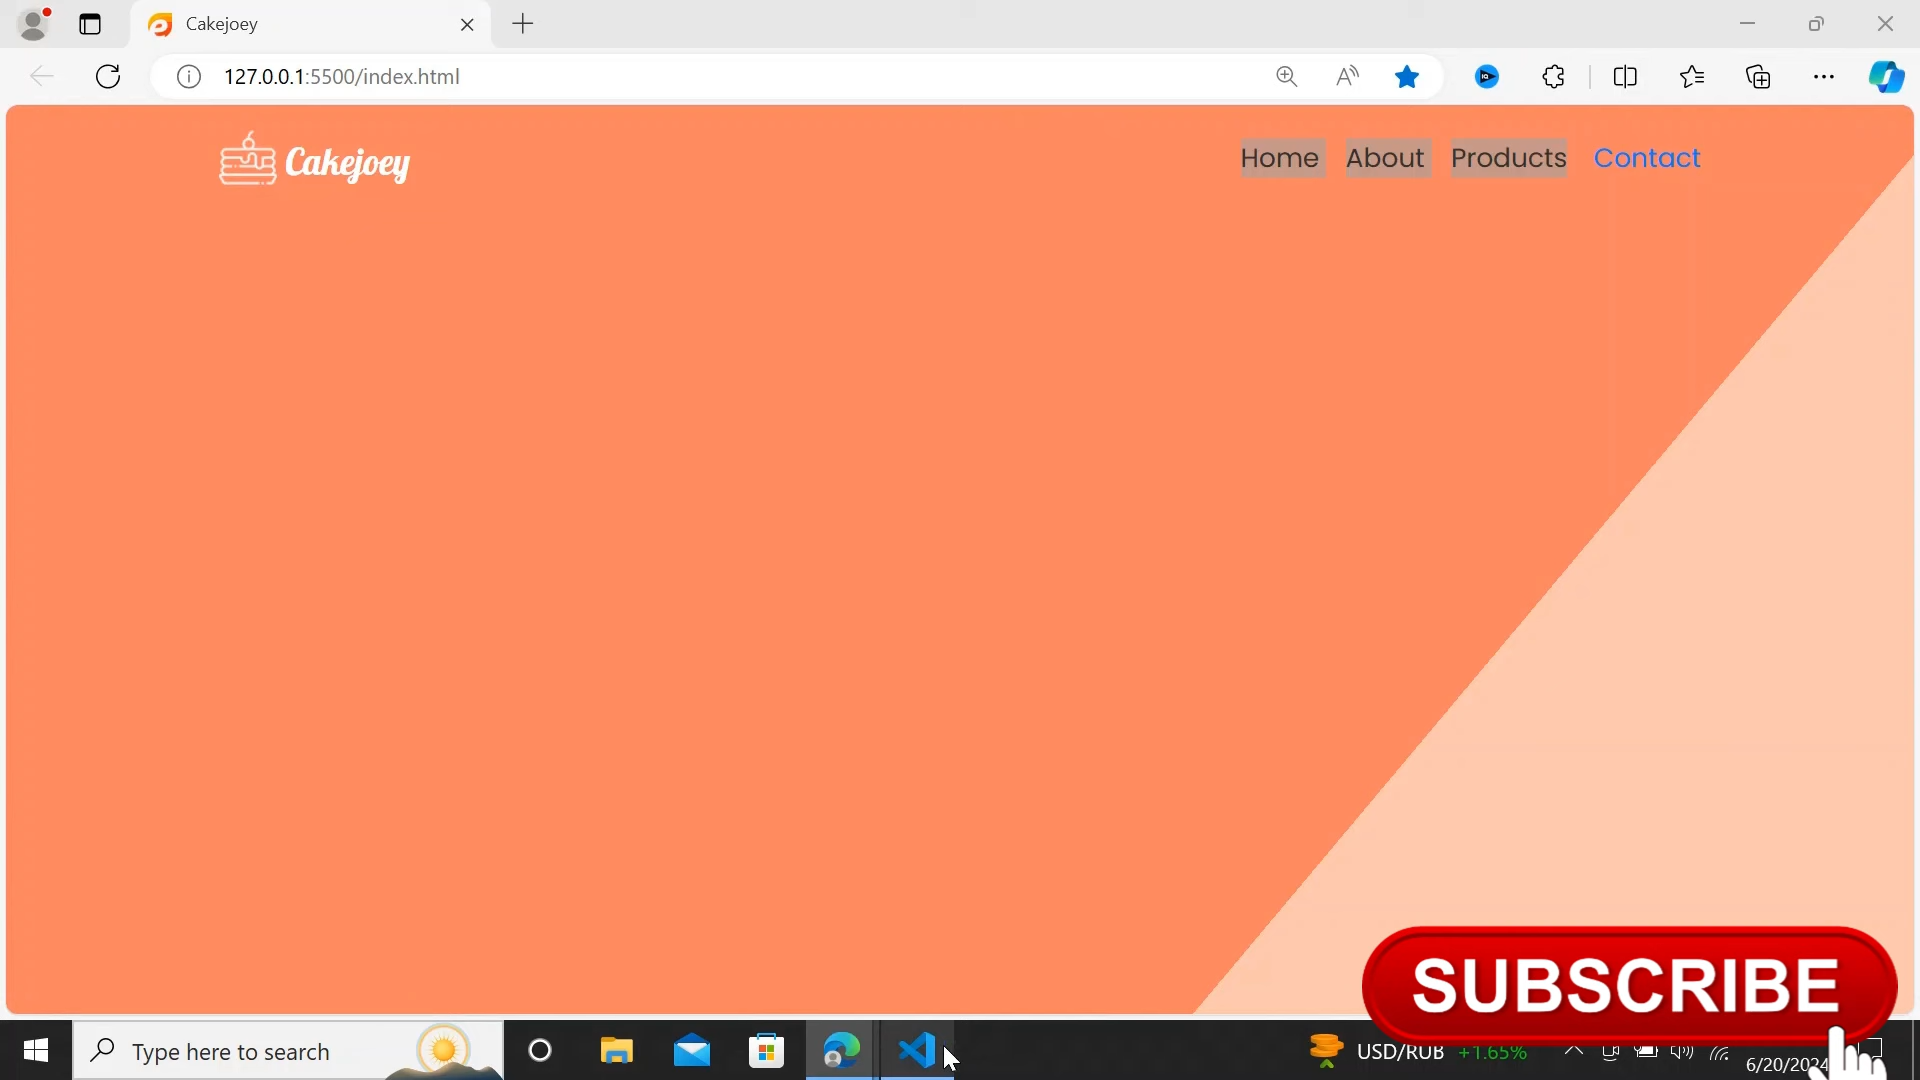 Cakejoey
127.0.0.1:5500/index.html
Cakejoey
Home About Products Contact
SUBSCRIBE
Type here to search
USD/RUB +1.65%
6/20/2024